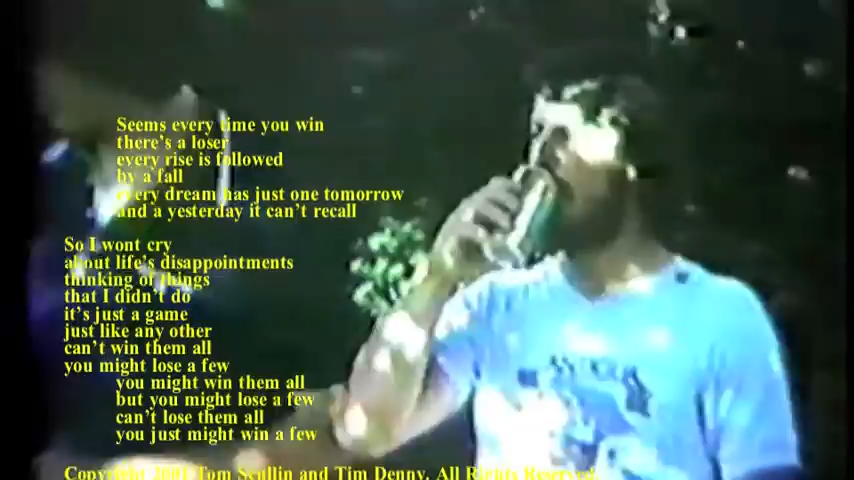 Seems every time you win
there's a loser
every rise is followed
by a fall
every dream has just one tomorrow
and a yesterday it can't recall
So I wont cry
about life's disappointments
thinking of things
that I didn't do
it's just a game
just like any other
can't win them all
you might lose a few
you might win them all
but you might lose a few
can't lose them all
you just might win a few
Copyright 2001 Tom Scullin and Tim Denny. All Rights Reserved.